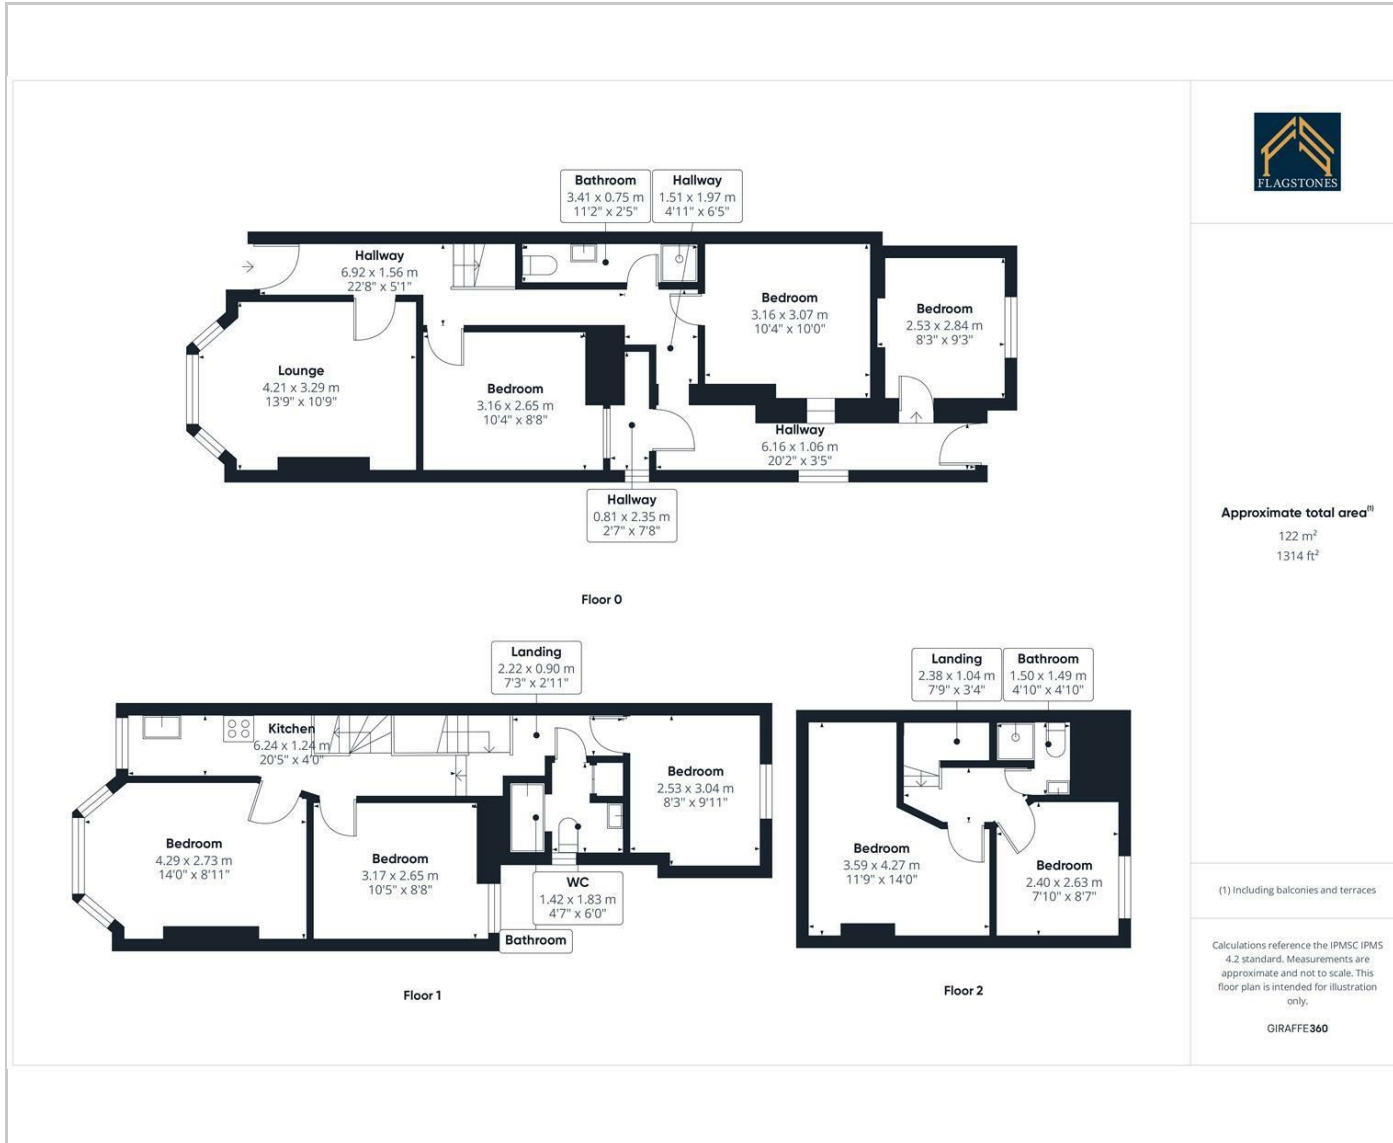 Bathroom
3.41 x 0.75 m
11'2" x 2'5"
Hallway
1.51 x 1.97 m
4'11" x 6'5"
Hallway
6.92 x 1.56 m
22'8" x 5'1"
Bedroom
3.16 x 3.07 m
10'4" x 10'0"
Bedroom
2.53 x 2.84 m
8'3" x 9'3"
Lounge
4.21 x 3.29 m
13'9" x 10'9"
Bedroom
3.16 x 2.65 m
10'4" x 8'8"
Hallway
6.16 x 1.06 m
20'2" x 3'5"
Hallway
0.81 x 2.35 m
2'7" x 7'8"
Floor 0
Landing
2.22 x 0.90 m
7'3" x 2'11"
Kitchen
6.24 x 1.24 m
20'5" x 4'0"
Bedroom
2.53 x 3.04 m
8'3" x 9'11"
Bedroom
4.29 x 2.73 m
14'0" x 8'11"
Bedroom
3.17 x 2.65 m
10'5" x 8'8"
WC
1.42 x 1.83 m
4'7" x 6'0"
Bathroom
Floor 1
Landing
2.38 x 1.04 m
7'9" x 3'4"
Bathroom
1.50 x 1.49 m
4'10" x 4'10"
Bedroom
3.59 x 4.27 m
11'9" x 14'0"
Bedroom
2.40 x 2.63 m
7'10" x 8'7"
Floor 2
FLAGSTONES
Approximate total area(1)
122 m²
1314 ft²
(1) Including balconies and terraces
Calculations reference the IPMSC IPMS
4.2 standard. Measurements are
approximate and not to scale. This
floor plan is intended for illustration
only.
GIRAFFE360